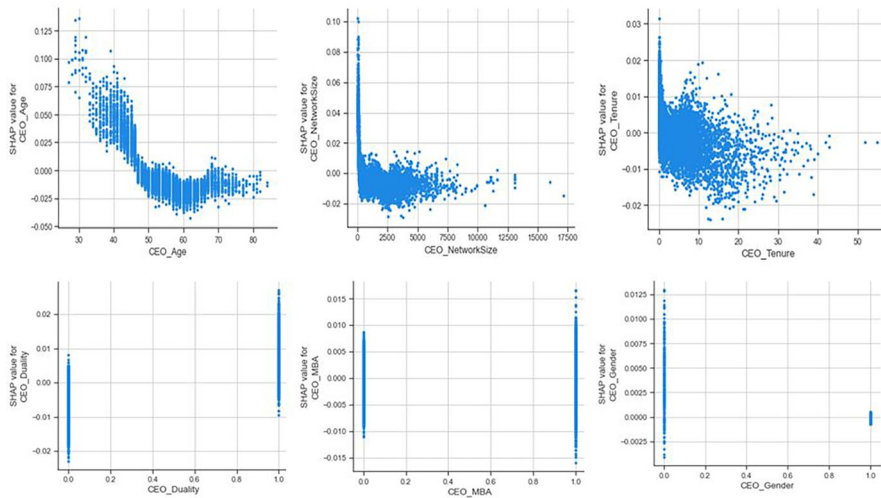 SHAP value for
CEO_Age
0.125
0.100
0.075
0.050
0.025
0.000
−0.025
−0.050
30 40 50 60 70 80
CEO_Age
SHAP value for
CEO_NetworkSize
0.10
0.08
0.06
0.04
0.02
0.00
−0.02
0 2500 5000 7500 10000 12500 15000 17500
CEO_NetworkSize
SHAP value for
CEO_Tenure
0.03
0.02
0.01
0.00
−0.01
−0.02
0 10 20 30 40 50
CEO_Tenure
SHAP value for
CEO_Duality
0.02
0.01
0.00
−0.01
−0.02
0.0 0.2 0.4 0.6 0.8 1.0
CEO_Duality
SHAP value for
CEO_MBA
0.015
0.010
0.005
0.000
−0.005
−0.010
−0.015
0.0 0.2 0.4 0.6 0.8 1.0
CEO_MBA
SHAP value for
CEO_Gender
0.0125
0.0100
0.0075
0.0050
0.0025
0.0000
−0.0025
0.0 0.2 0.4 0.6 0.8 1.0
CEO_Gender